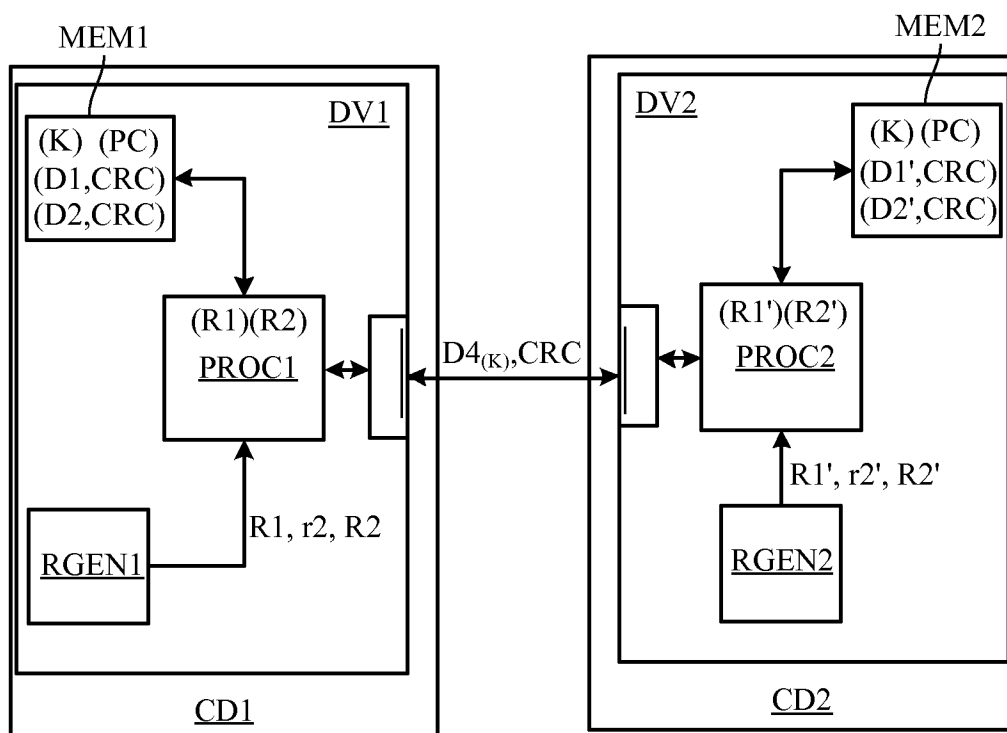 MEM1
DV1
(K) (PC)
(D1,CRC)
(D2,CRC)
(R1)(R2)
PROC1
R1, r2, R2
RGEN1
CD1
D4(K),CRC
MEM2
DV2
(K) (PC)
(D1',CRC)
(D2',CRC)
(R1')(R2')
PROC2
R1', r2', R2'
RGEN2
CD2